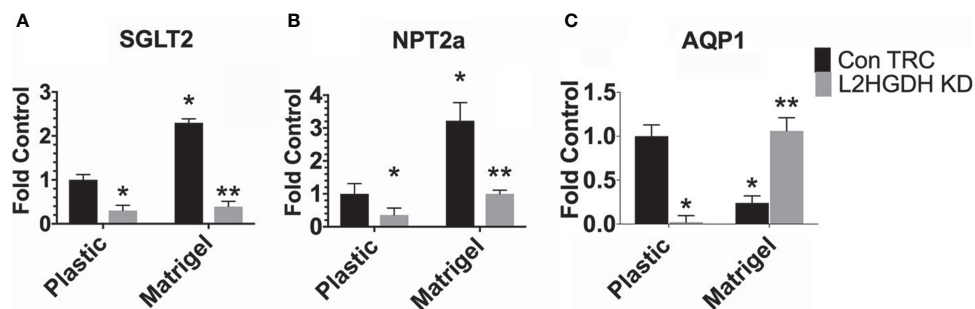 A
SGLT2
Fold Control
3
2
1
0
*
*
**
Plastic
Matrigel
B
NPT2a
Fold Control
4
3
2
1
0
*
*
**
Plastic
Matrigel
C
AQP1
Fold Control
1.5
1.0
0.5
0.0
*
*
**
Plastic
Matrigel
Con TRC
L2HGDH KD